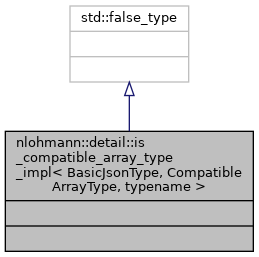 std::false_type
nlohmann::detail::is
_compatible_array_type
_impl< BasicJsonType, Compatible
ArrayType, typename >